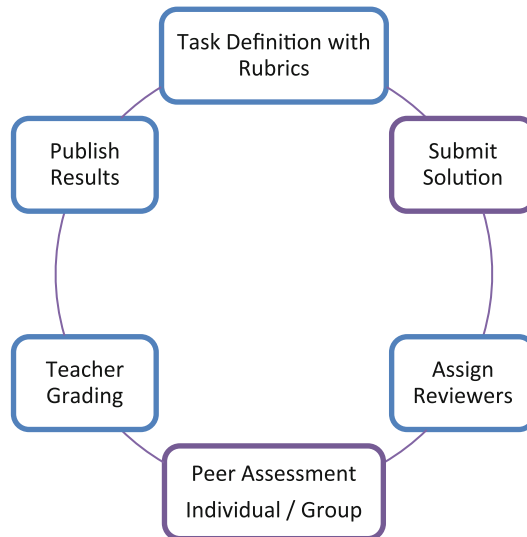 Task Definition with
Rubrics
Submit
Solution
Assign
Reviewers
Peer Assessment
Individual / Group
Teacher
Grading
Publish
Results